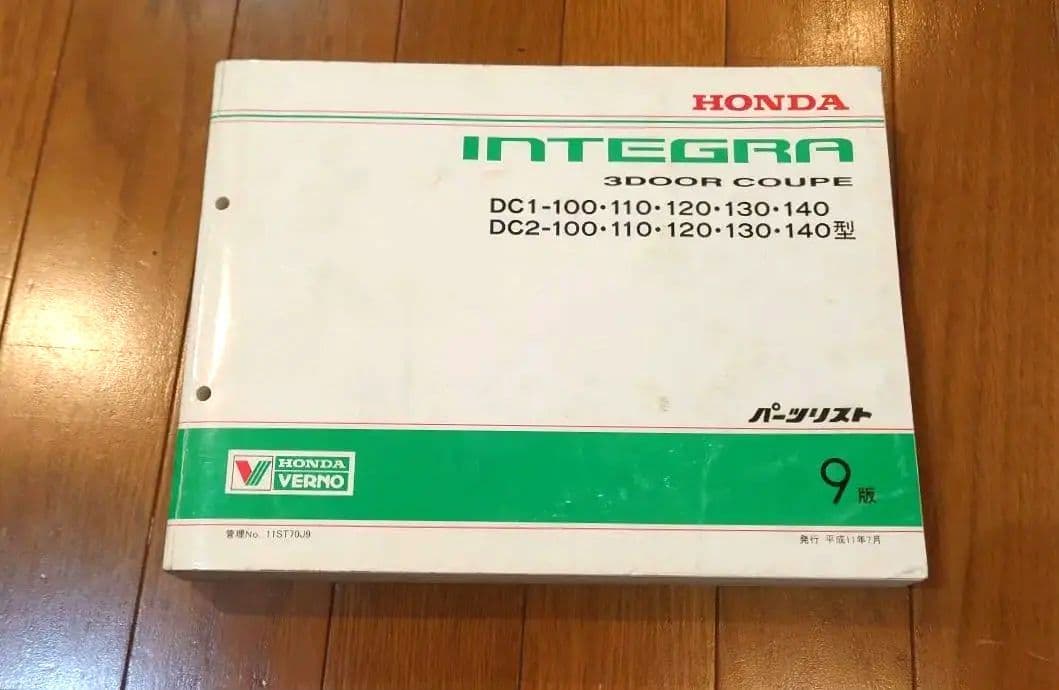 HONDA
INTEGRA
3DOOR COUPE
DC1-100・110・120・130・140
DC2-100・110・120・130・140型
パーツリスト
HONDA
VERNO
9版
管理No. 11ST70J9
発行 平成11年7月